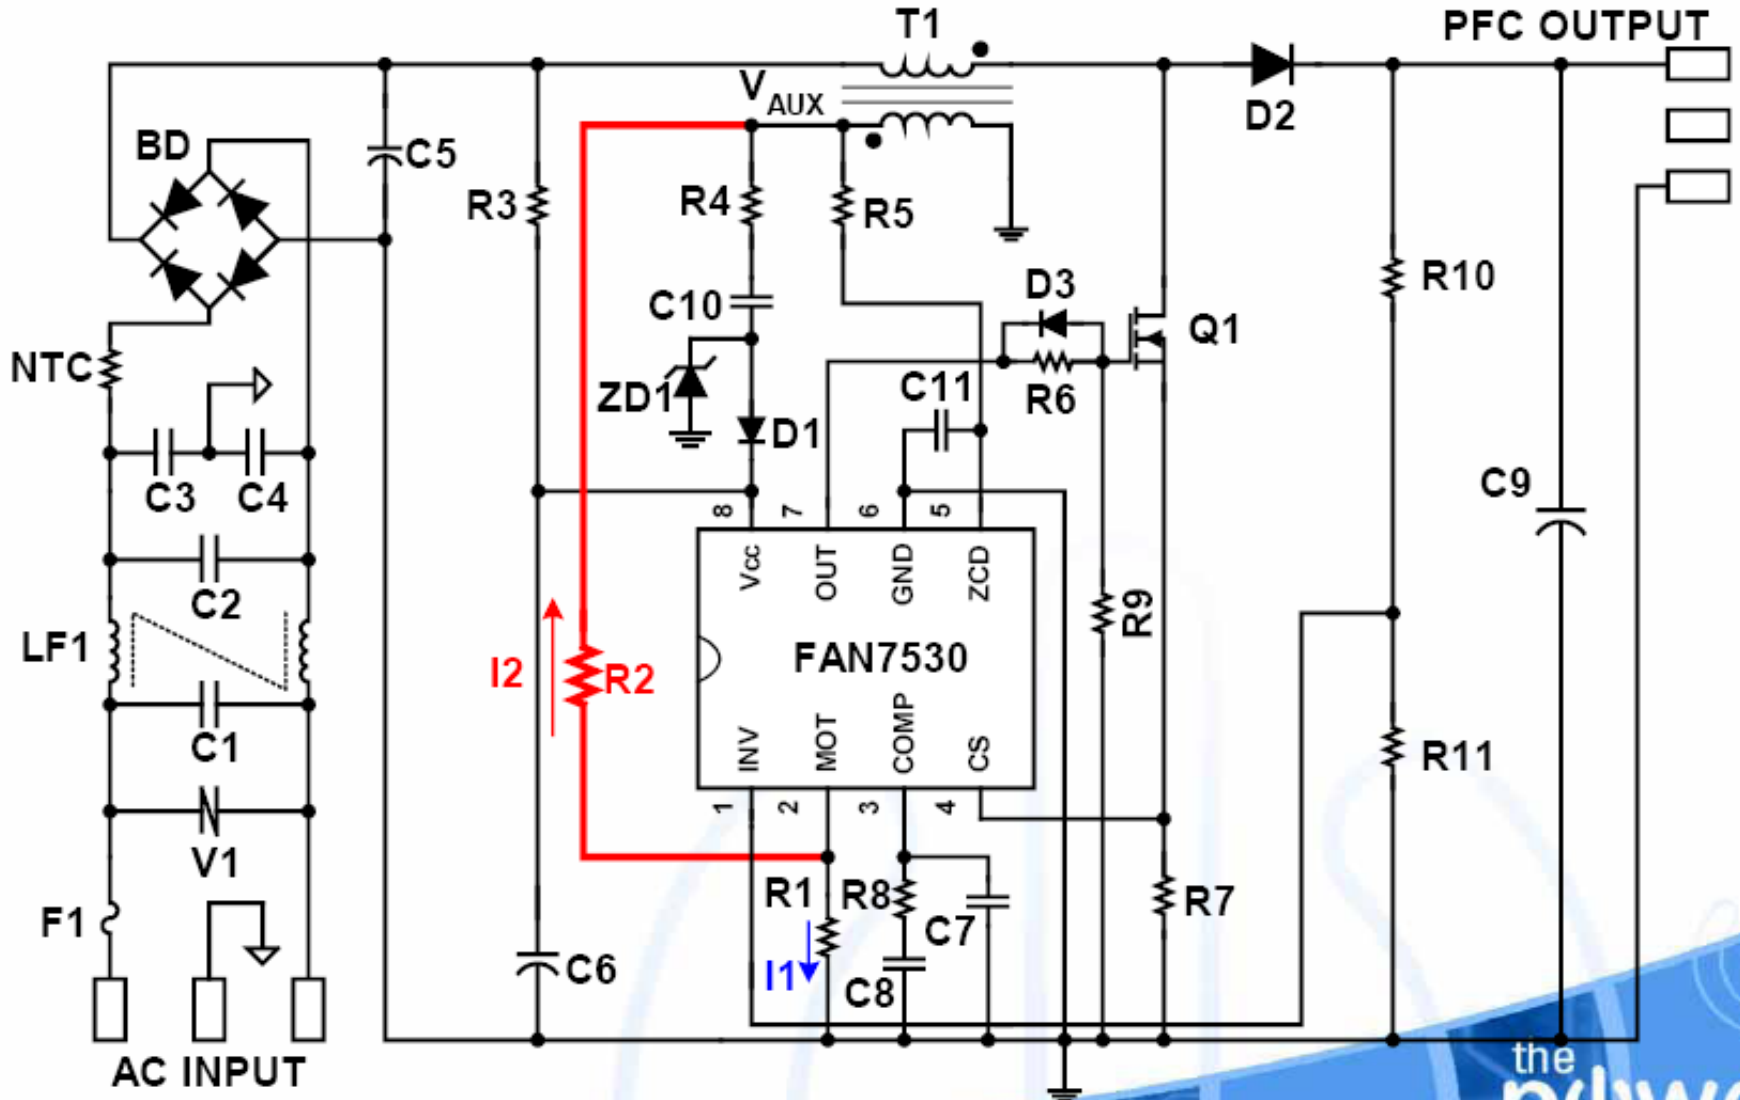 T1
PFC OUTPUT
V AUX
D2
BD
C5
R3
R4
R5
D3
R10
C10
Q1
NTC
ZD1
C11
R6
D1
C3
C4
C9
8
7
6
5
Vcc
OUT
GND
ZCD
C2
R9
LF1
I2
R2
FAN7530
C1
INV
MOT
COMP
CS
R11
1
2
3
4
V1
R1
R8
R7
F1
C7
C6
I1
C8
AC INPUT
the